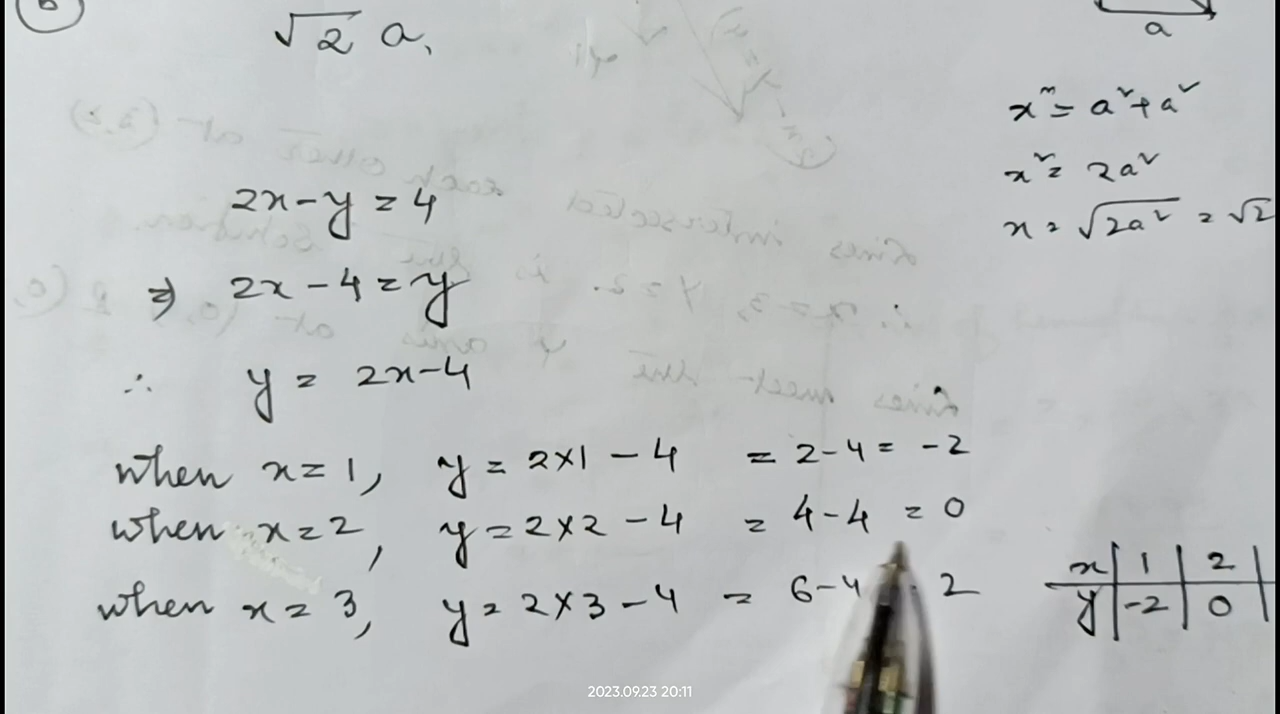 b
√2 a,
a
xⁿ = a² + a²
x² = 2a²
x = √2a² = √2
2x - y = 4
⇒ 2x - 4 = y
∴ y = 2x - 4
when x = 1, y = 2×1 - 4 = 2-4 = -2
when x = 2, y = 2×2 - 4 = 4-4 = 0
when x = 3, y = 2×3 - 4 = 6-4 2
x | 1 | 2 |
y | -2 | 0 |
2023.09.23 20:11